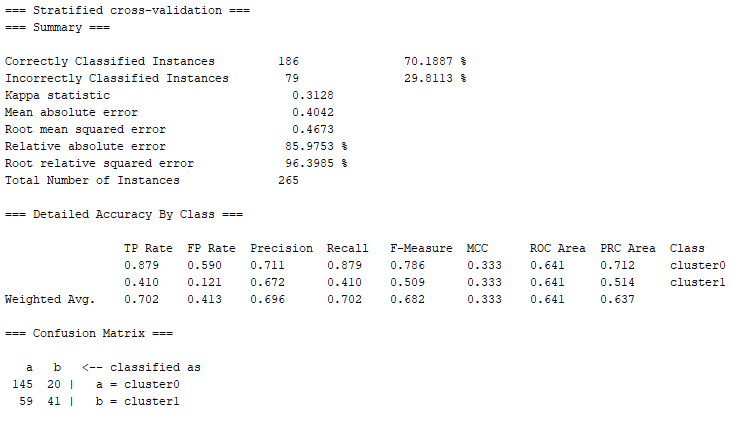 === Stratified cross-validation ===
=== Summary ===
Correctly Classified Instances 186 70.1887 %
Incorrectly Classified Instances 79 29.8113 %
Kappa statistic 0.3128
Mean absolute error 0.4042
Root mean squared error 0.4673
Relative absolute error 85.9753 %
Root relative squared error 96.3985 %
Total Number of Instances 265
=== Detailed Accuracy By Class ===
TP Rate FP Rate Precision Recall F-Measure MCC ROC Area PRC Area Class
0.879 0.590 0.711 0.879 0.786 0.333 0.641 0.712 cluster0
0.410 0.121 0.672 0.410 0.509 0.333 0.641 0.514 cluster1
Weighted Avg. 0.702 0.413 0.696 0.702 0.682 0.333 0.641 0.637
=== Confusion Matrix ===
a b <-- classified as
145 20 | a = cluster0
59 41 | b = cluster1